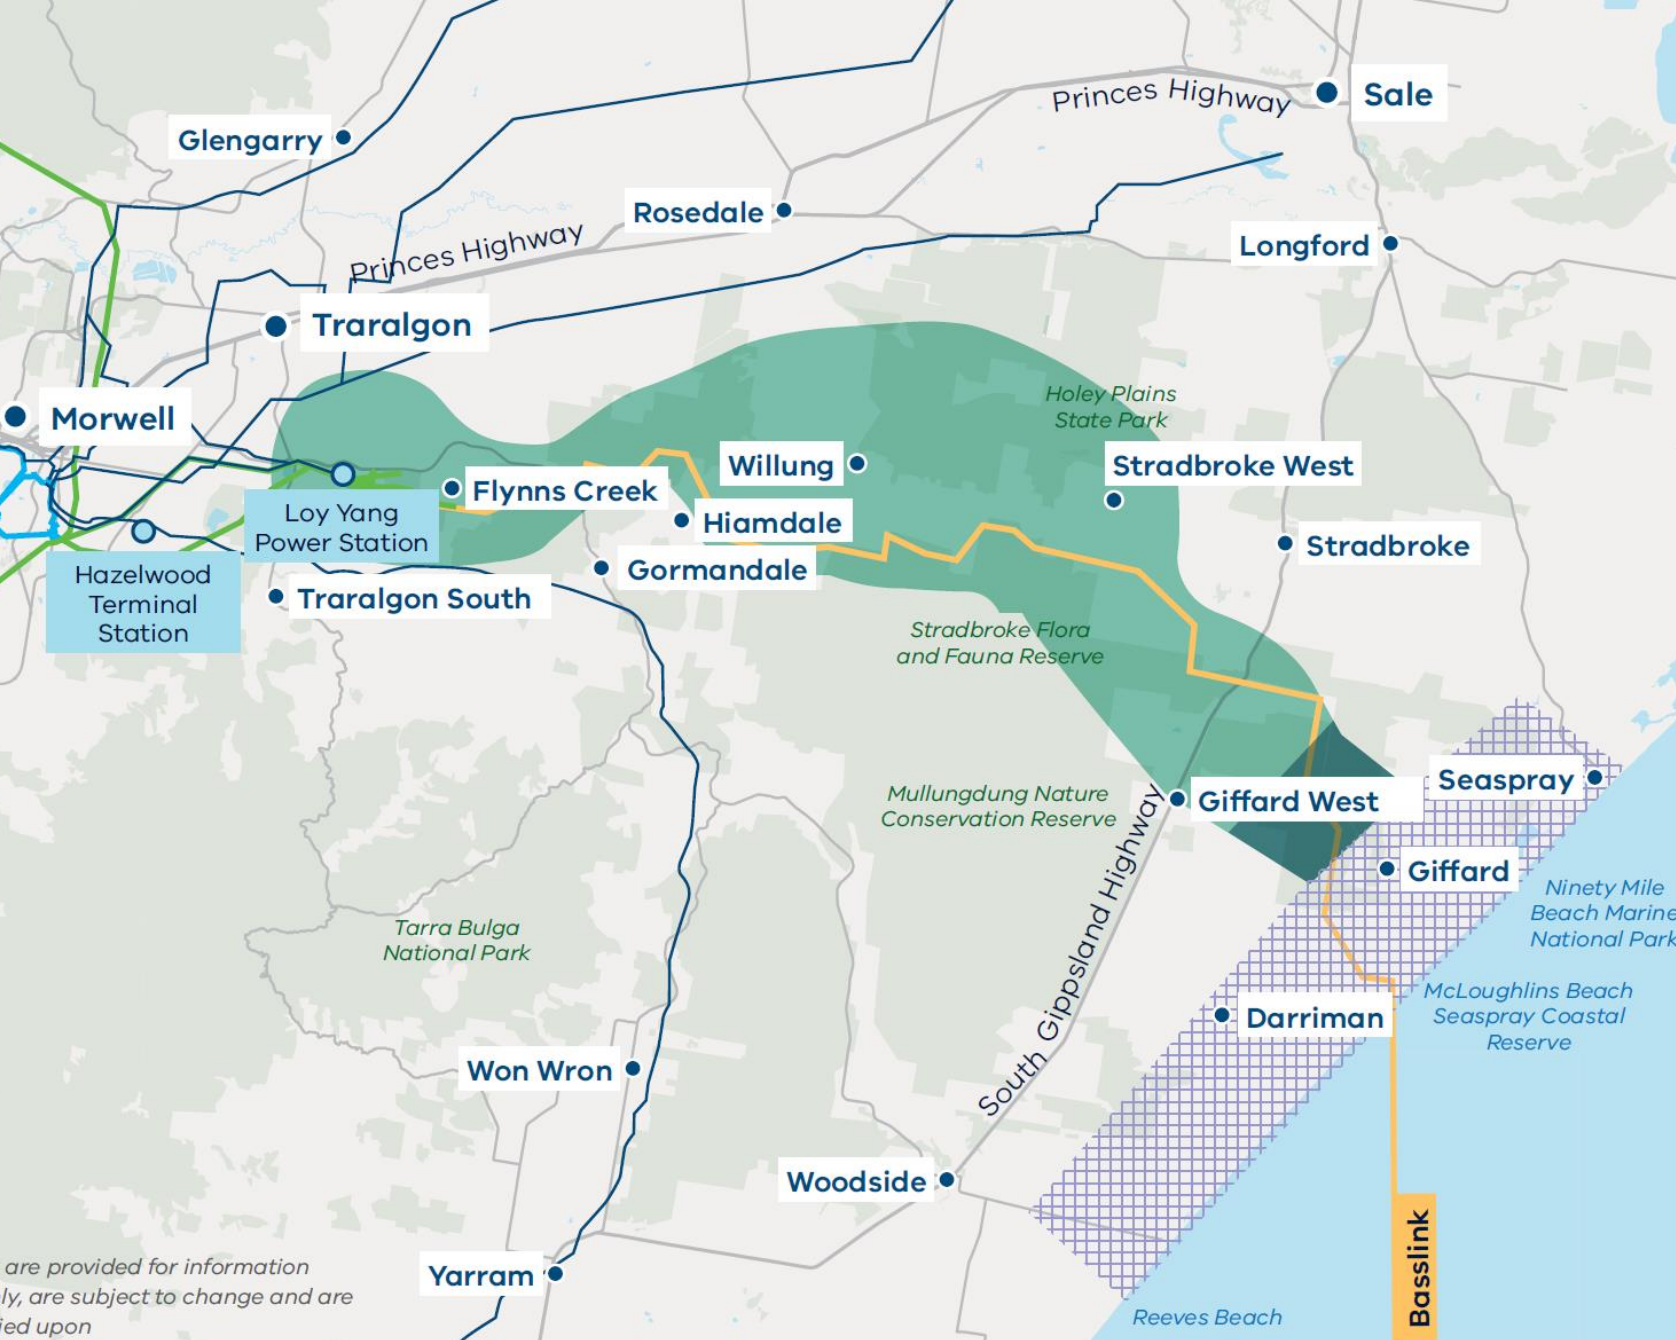 Princes Highway
Sale
Glengarry
Rosedale
Princes Highway
Longford
Traralgon
Holey Plains
State Park
Morwell
Willung
Stradbroke West
Flynns Creek
Loy Yang
Power Station
Hiamdale
Stradbroke
Gormandale
Hazelwood
Terminal
Station
Traralgon South
Stradbroke Flora
and Fauna Reserve
Mullungdung Nature
Conservation Reserve
Giffard West
Seaspray
Giffard
Ninety Mile
Beach Marine
National Park
Tarra Bulga
National Park
South Gippsland Highway
McLoughlins Beach
Seaspray Coastal
Reserve
Darriman
Won Wron
Woodside
Yarram
Basslink
Reeves Beach
are provided for information
are subject to change and are
upon